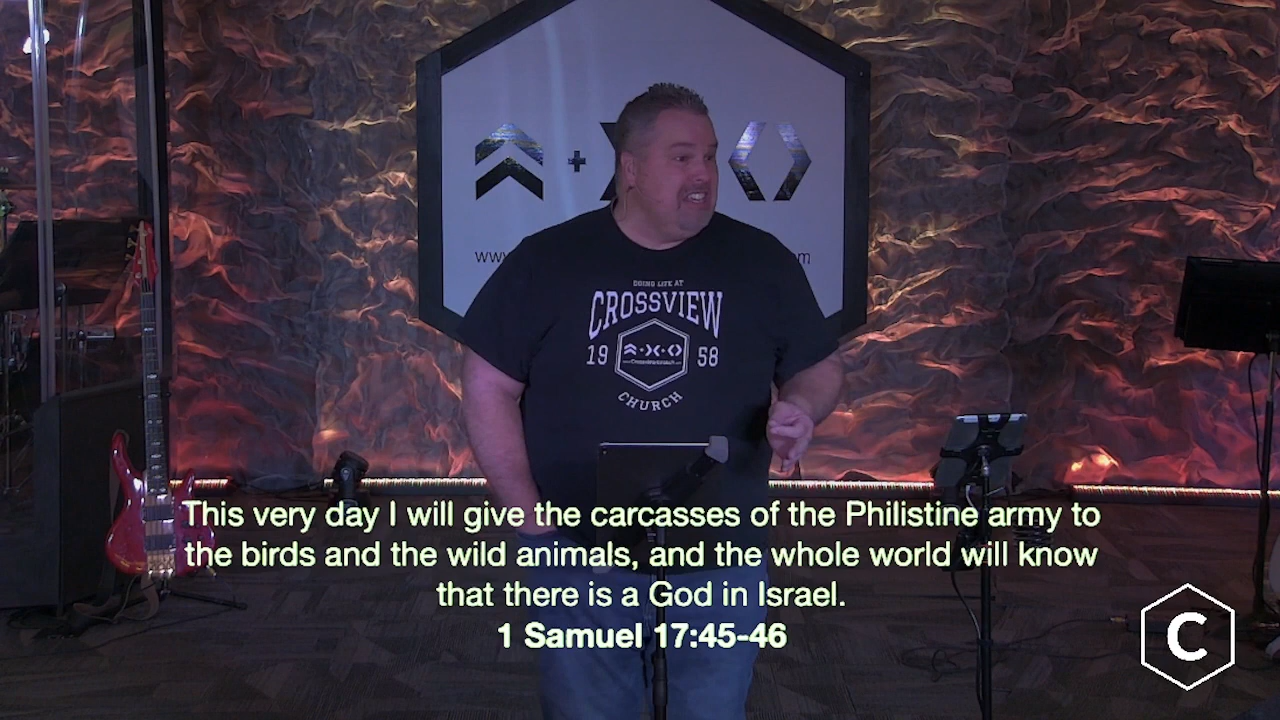 +
www
om
DOING LIFE AT
CROSSVIEW
19 58
CHURCH
This very day I will give the carcasses of the Philistine army to
the birds and the wild animals, and the whole world will know
that there is a God in Israel.
1 Samuel 17:45-46
C